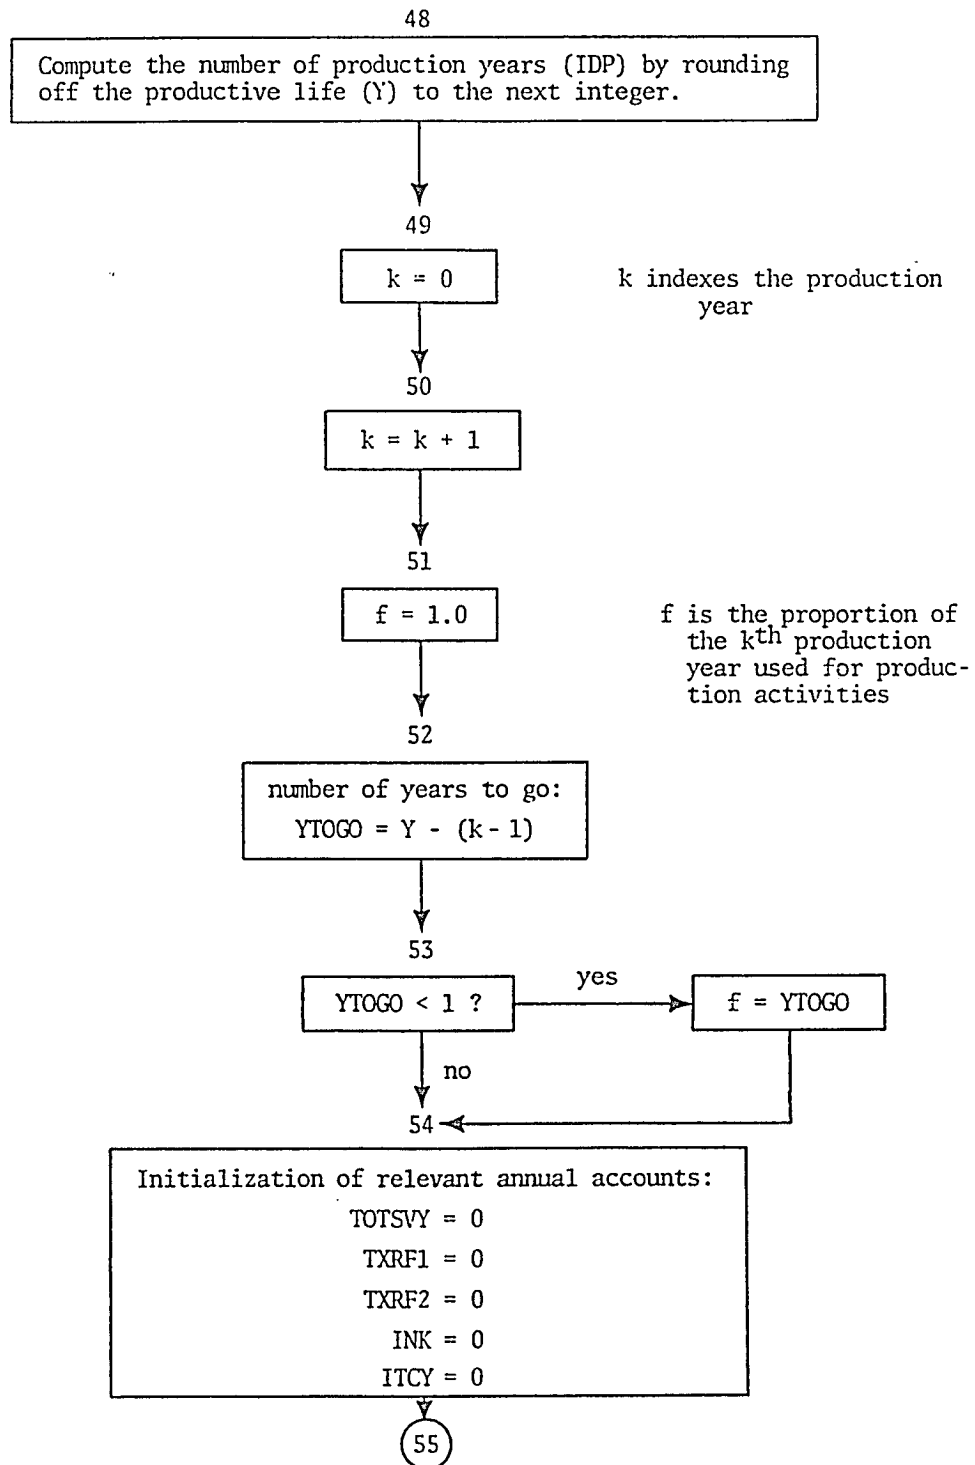 48
Compute the number of production years (IDP) by rounding
off the productive life (Y) to the next integer.
49
k = 0
k indexes the production
year
50
k = k + 1
51
f = 1.0
f is the proportion of
the kth production
year used for produc-
tion activities
52
number of years to go:
YTOGO = Y - (k - 1)
53
YTOGO < 1 ?
yes
f = YTOGO
no
54
Initialization of relevant annual accounts:
TOTSVY = 0
TXRF1 = 0
TXRF2 = 0
INK = 0
ITCY = 0
55